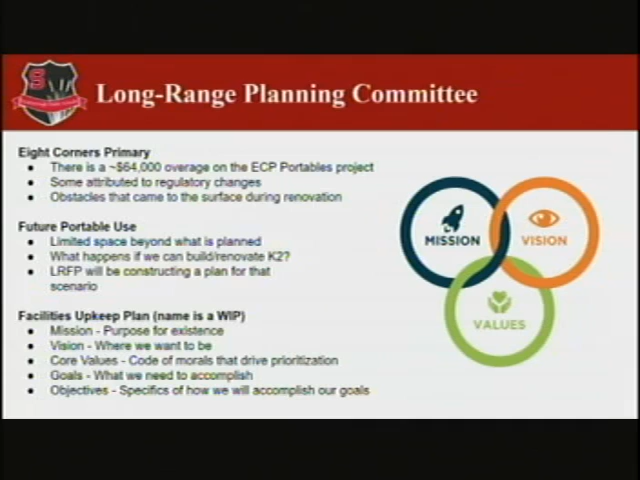 Long-Range Planning Committee
Eight Corners Primary
• There is a ~$64,000 overage on the ECP Portables project
• Some attributed to regulatory changes
• Obstacles that came to the surface during renovation
Future Portable Use
• Limited space beyond what is planned
• What happens if we can build/renovate K2?
• LRFP will be constructing a plan for that
scenario
Facilities Upkeep Plan (name is a WIP)
• Mission - Purpose for existence
• Vision - Where we want to be
• Core Values - Code of morals that drive prioritization
• Goals - What we need to accomplish
• Objectives - Specifics of how we will accomplish our goals
MISSION
VISION
VALUES
S